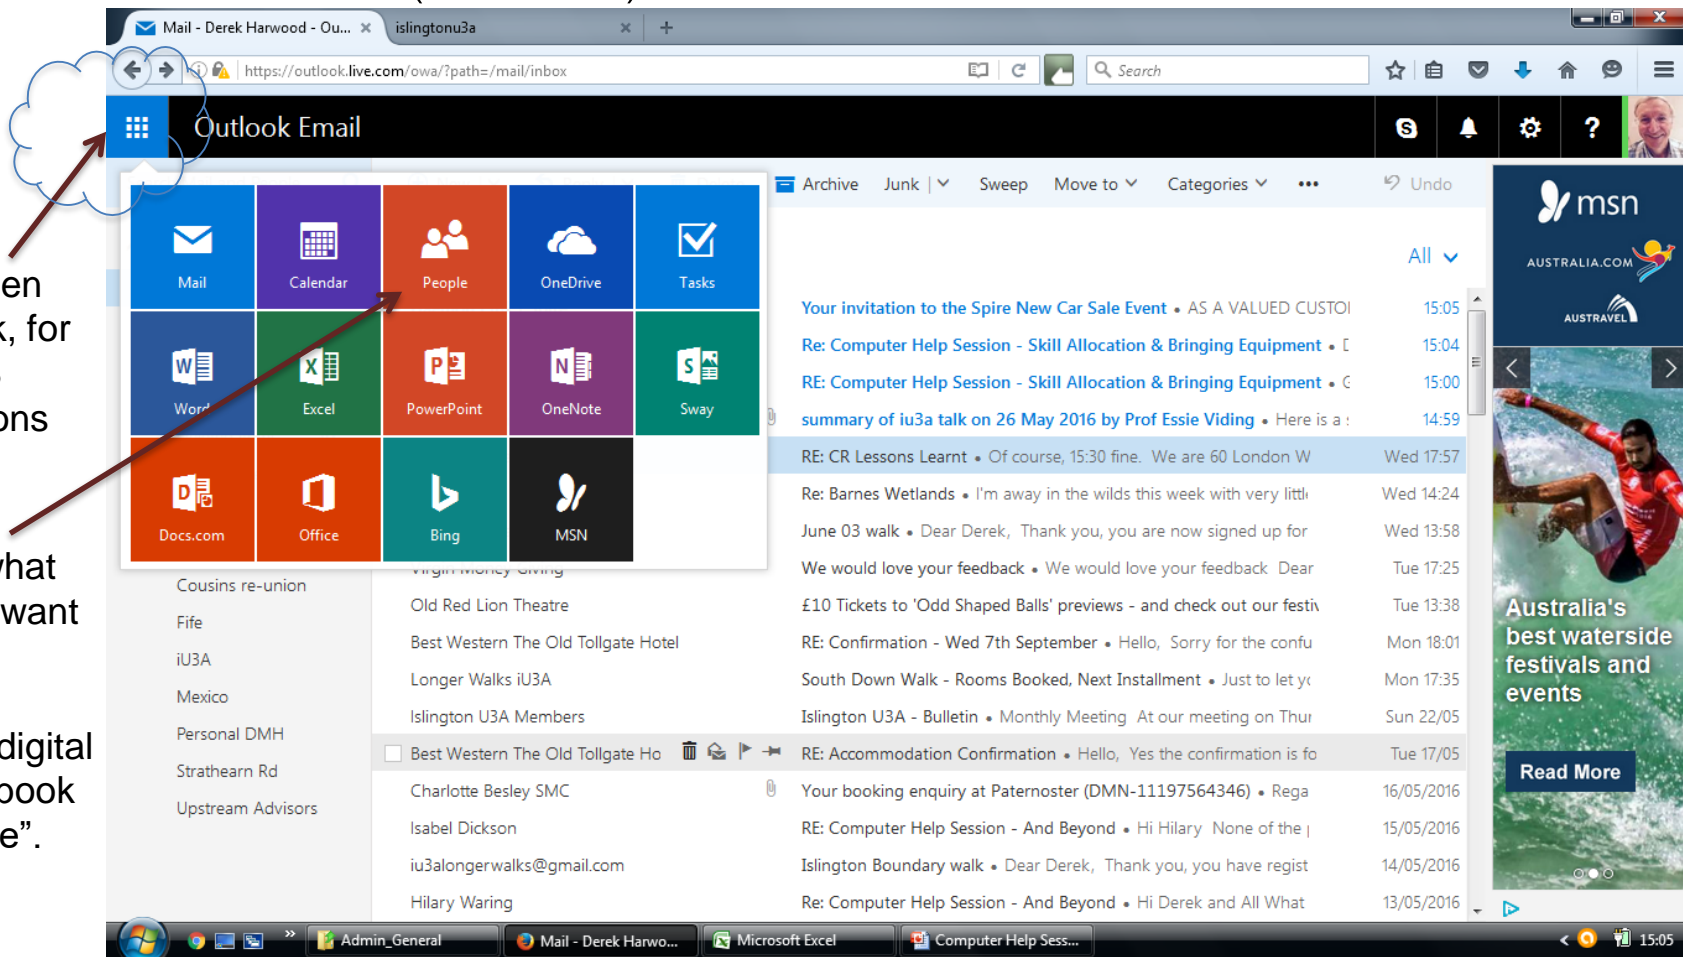 Mail - Derek Harwood - Ou...
islingtonu3a
https://outlook.live.com/owa/?path=/mail/inbox
Search
Outlook Email
?
Archive Junk | Sweep Move to Categories ••• Undo
All
Mail Calendar People OneDrive Tasks
Word Excel PowerPoint OneNote Sway
Docs.com Office Bing MSN
en
k, for
ons
what
want
digital
book
e”.
Your invitation to the Spire New Car Sale Event • AS A VALUED CUSTO 15:05
Re: Computer Help Session - Skill Allocation & Bringing Equipment • 15:04
RE: Computer Help Session - Skill Allocation & Bringing Equipment • 15:00
summary of iu3a talk on 26 May 2016 by Prof Essie Viding • Here is a 14:59
RE: CR Lessons Learnt • Of course, 15:30 fine. We are 60 London W Wed 17:57
Re: Barnes Wetlands • I'm away in the wilds this week with very littl Wed 14:24
June 03 walk • Dear Derek, Thank you, you are now signed up for Wed 13:58
Virgin Money Giving We would love your feedback • We would love your feedback Dear Tue 17:25
Old Red Lion Theatre £10 Tickets to 'Odd Shaped Balls' previews - and check out our festiv Tue 13:38
Best Western The Old Tollgate Hotel RE: Confirmation - Wed 7th September • Hello, Sorry for the confu Mon 18:01
Longer Walks iU3A South Down Walk - Rooms Booked, Next Installment • Just to let yo Mon 17:35
Islington U3A Members Islington U3A - Bulletin • Monthly Meeting At our meeting on Thur Sun 22/05
Best Western The Old Tollgate Ho RE: Accommodation Confirmation • Hello, Yes the confirmation is fo Tue 17/05
Charlotte Besley SMC Your booking enquiry at Paternoster (DMN-11197564346) • Rega 16/05/2016
Isabel Dickson RE: Computer Help Session - And Beyond • Hi Hilary None of the 15/05/2016
iu3alongerwalks@gmail.com Islington Boundary walk • Dear Derek, Thank you, you have regist 14/05/2016
Hilary Waring Re: Computer Help Session - And Beyond • Hi Derek and All What 13/05/2016
Cousins re-union
Fife
iU3A
Mexico
Personal DMH
Strathearn Rd
Upstream Advisors
msn
AUSTRALIA.COM
AUSTRAVEL
Australia's
best waterside
festivals and
events
Read More
Admin_General
Mail - Derek Harwo...
Microsoft Excel
Computer Help Sess...
15:05